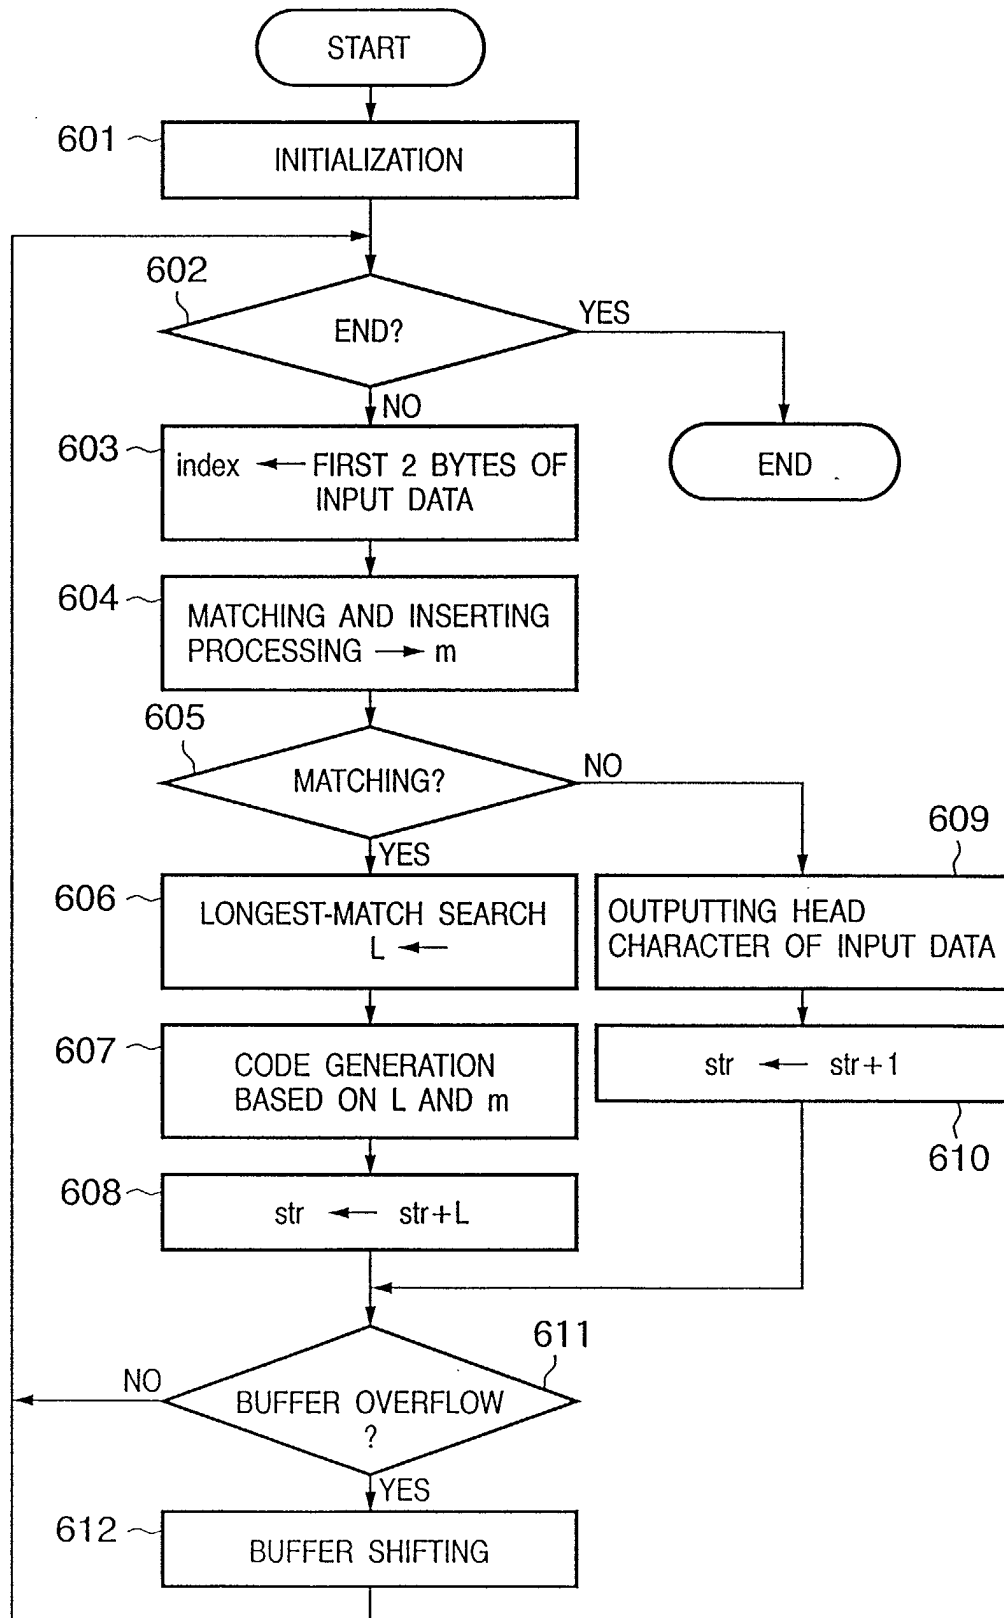 START
601
INITIALIZATION
602
END?
YES
NO
603
index ← FIRST 2 BYTES OF
INPUT DATA
END
604
MATCHING AND INSERTING
PROCESSING → m
605
MATCHING?
NO
YES
606
LONGEST-MATCH SEARCH
L ←
609
OUTPUTTING HEAD
CHARACTER OF INPUT DATA
607
CODE GENERATION
BASED ON L AND m
str ← str+1
610
608
str ← str+L
611
NO
BUFFER OVERFLOW
?
YES
612
BUFFER SHIFTING